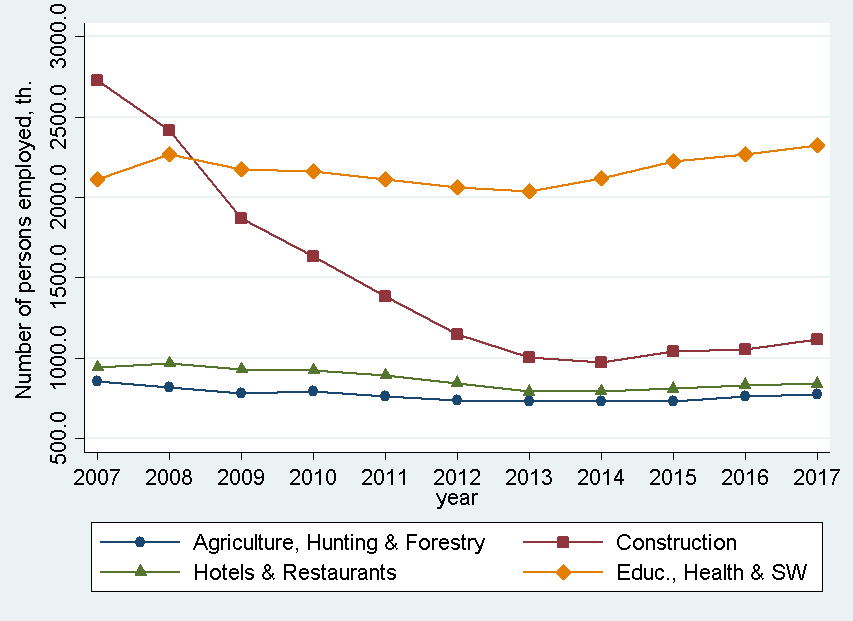 3000.0
2500.0
2000.0
1500.0
1000.0
500.0
Number of persons employed, th.
2007 2008 2009 2010 2011 2012 2013 2014 2015 2016 2017
year
Agriculture, Hunting & Forestry Construction
Hotels & Restaurants Educ., Health & SW